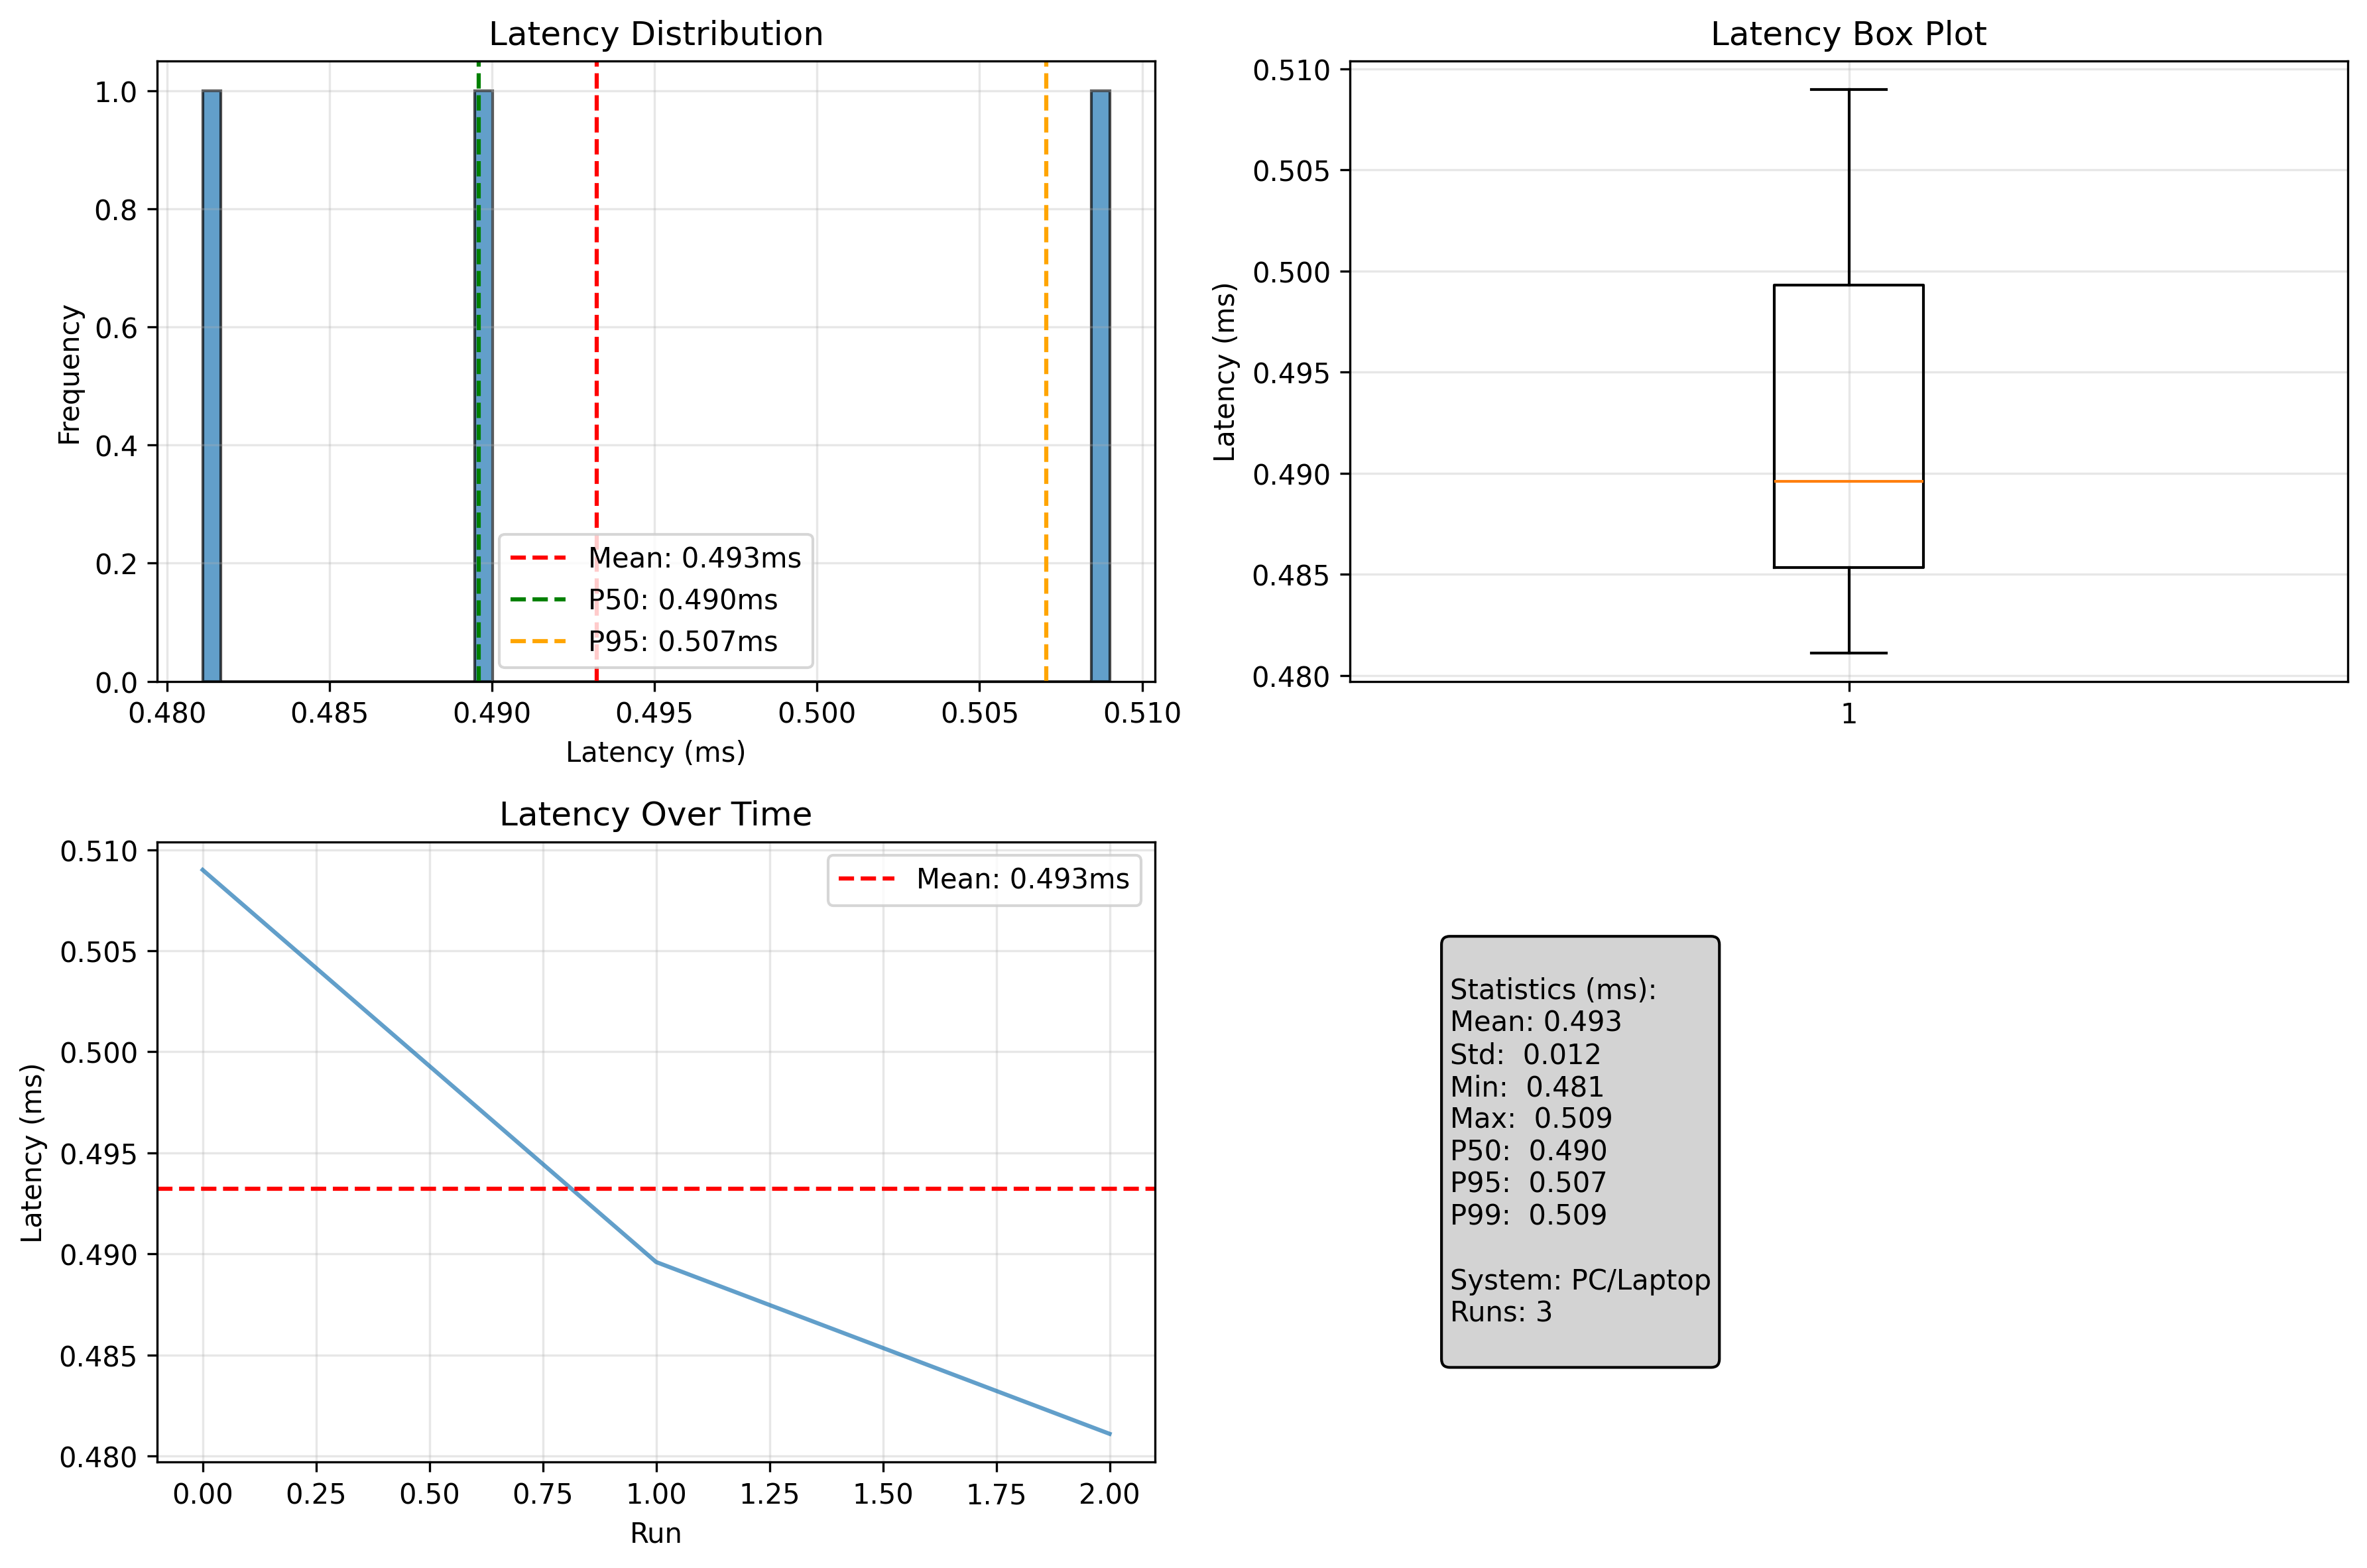 Latency Distribution
Frequency
1.0
0.8
0.6
0.4
0.2
0.0
Mean: 0.493ms
P50: 0.490ms
P95: 0.507ms
0.480 0.485 0.490 0.495 0.500 0.505 0.510
Latency (ms)
Latency Box Plot
Latency (ms)
0.510
0.505
0.500
0.495
0.490
0.485
0.480
1
Latency Over Time
Latency (ms)
0.510
0.505
0.500
0.495
0.490
0.485
0.480
Mean: 0.493ms
0.00 0.25 0.50 0.75 1.00 1.25 1.50 1.75 2.00
Run
Statistics (ms):
Mean: 0.493
Std: 0.012
Min: 0.481
Max: 0.509
P50: 0.490
P95: 0.507
P99: 0.509
System: PC/Laptop
Runs: 3